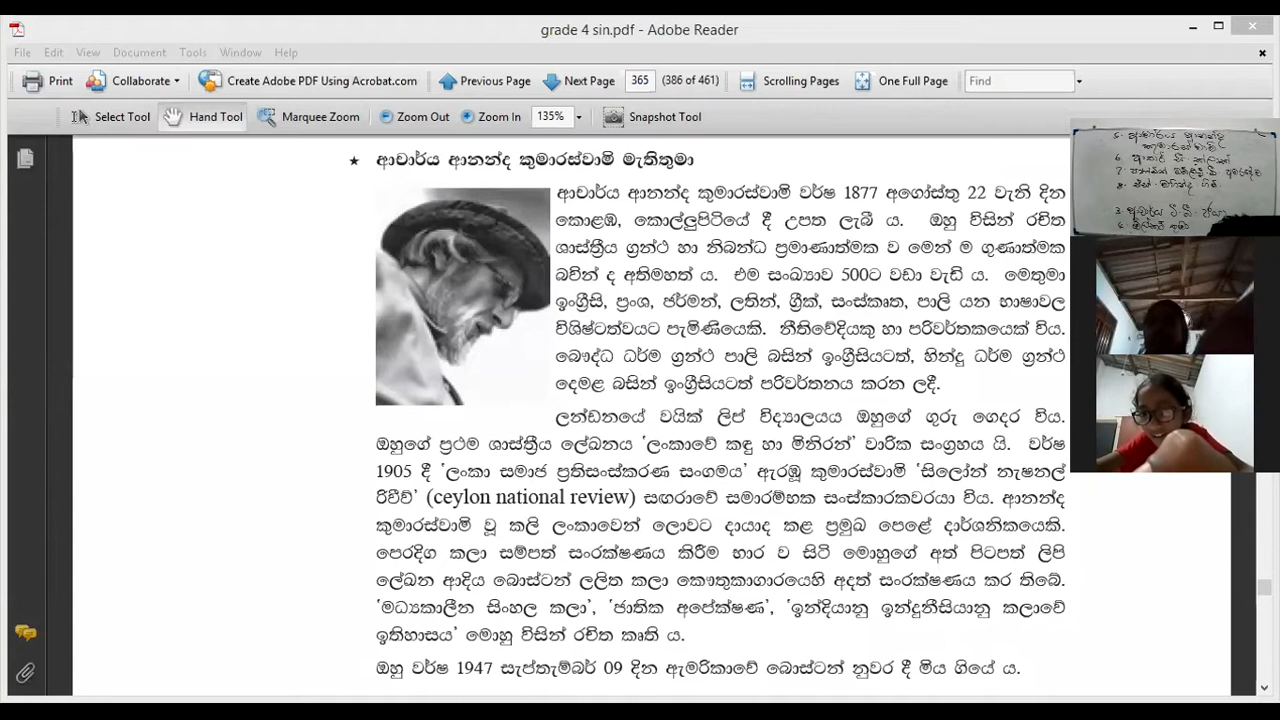 grade 4 sin.pdf - Adobe Reader
File Edit View Document Tools Window Help
Print Collaborate Create Adobe PDF Using Acrobat.com Previous Page Next Page 365 (386 of 461) Scrolling Pages One Full Page Find
Select Tool Hand Tool Marquee Zoom Zoom Out Zoom In 135% Snapshot Tool
★ ආචාර්ය ආනන්ද කුමාරස්වාමි මැතිතුමා
ආචාර්ය ආනන්ද කුමාරස්වාමි වර්ෂ 1877 අගෝස්තු 22 වැනි දින
කොළඹ, කොල්ලුපිටියේ දී උපත ලැබී ය. ඔහු විසින් රචිත
ශාස්ත්‍රීය ග්‍රන්ථ හා නිබන්ධ ප්‍රමාණාත්මක ව මෙන් ම ගුණාත්මක
බවින් ද අතිමහත් ය. එම සංඛ්‍යාව 500ට වඩා වැඩි ය. මෙතුමා
ඉංග්‍රීසි, ප්‍රංශ, ජර්මන්, ලතින්, ග්‍රීක්, සංස්කෘත, පාලි යන භාෂාවල
විශිෂ්ටත්වයට පැමිණියෙකි. නීතිවේදියකු හා පරිවර්තකයෙක් විය.
බෞද්ධ ධර්ම ග්‍රන්ථ පාලි බසින් ඉංග්‍රීසියටත්, හින්දු ධර්ම ග්‍රන්ථ
දෙමළ බසින් ඉංග්‍රීසියටත් පරිවර්තනය කරන ලදී.
ලන්ඩනයේ වයික් ලිප් විද්‍යාලයය ඔහුගේ ගුරු ගෙදර විය.
ඔහුගේ ප්‍රථම ශාස්ත්‍රීය ලේඛනය ‘ලංකාවේ කඳු හා මිනිරන්’ වාරික සංග්‍රහය යි. වර්ෂ
1905 දී ‘ලංකා සමාජ ප්‍රතිසංස්කරණ සංගමය’ ඇරඹූ කුමාරස්වාමි ‘සිලෝන් නැෂනල්
රිවීව්’ (ceylon national review) සඟරාවේ සමාරම්භක සංස්කාරකවරයා විය. ආනන්ද
කුමාරස්වාමි වූ කලි ලංකාවෙන් ලොවට දායාද කළ ප්‍රමුඛ පෙළේ දාර්ශනිකයෙකි.
පෙරදිග කලා සම්පත් සංරක්ෂණය කිරීම භාර ව සිටි මොහුගේ අත් පිටපත් ලිපි
ලේඛන ආදිය බොස්ටන් ලලිත කලා කෞතුකාගාරයෙහි අදත් සංරක්ෂණය කර තිබේ.
‘මධ්‍යකාලීන සිංහල කලා’, ‘ජාතික අපේක්ෂණ’, ‘ඉන්දියානු ඉන්දුනීසියානු කලාවේ
ඉතිහාසය’ මොහු විසින් රචිත කෘති ය.
ඔහු වර්ෂ 1947 සැප්තැම්බර් 09 දින ඇමරිකාවේ බොස්ටන් නුවර දී මිය ගියේ ය.
5. ආචාර්ය ආනන්ද
කුමාරස්වාමි